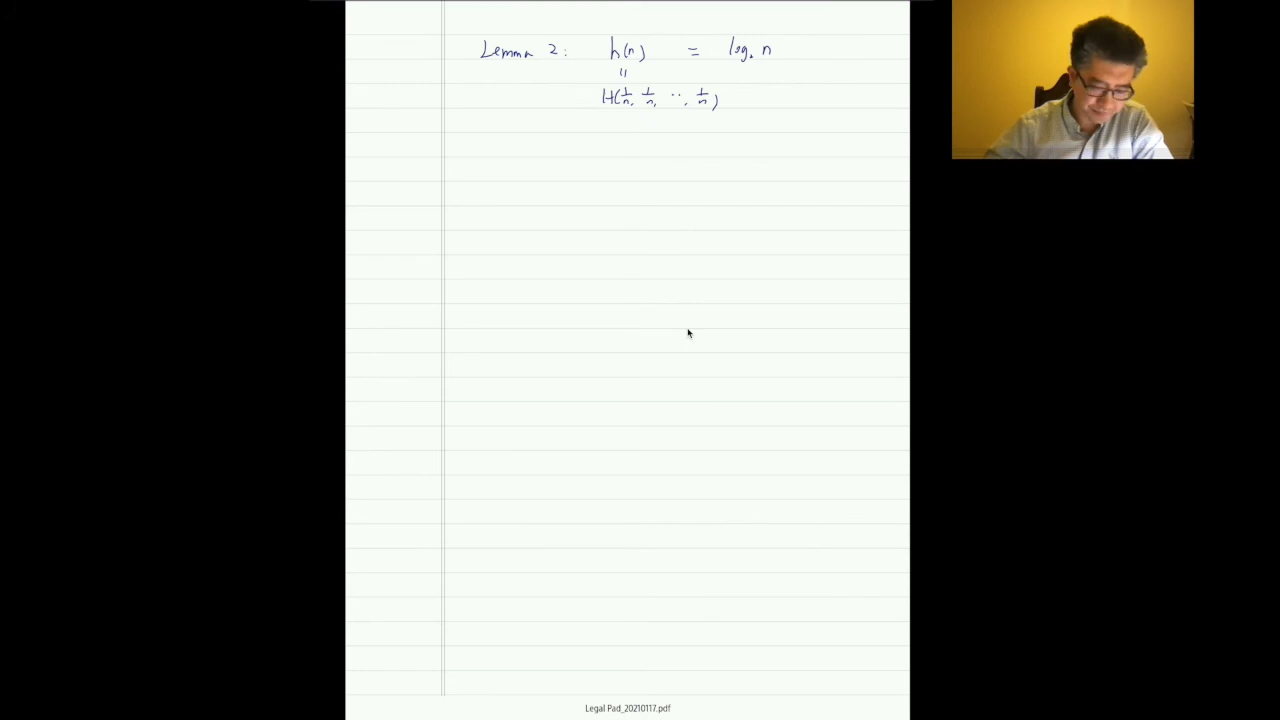 Lemma 2: h(n) = log₂ n
"
H(1/n, 1/n, ··, 1/n)
Legal Pad_20210117.pdf